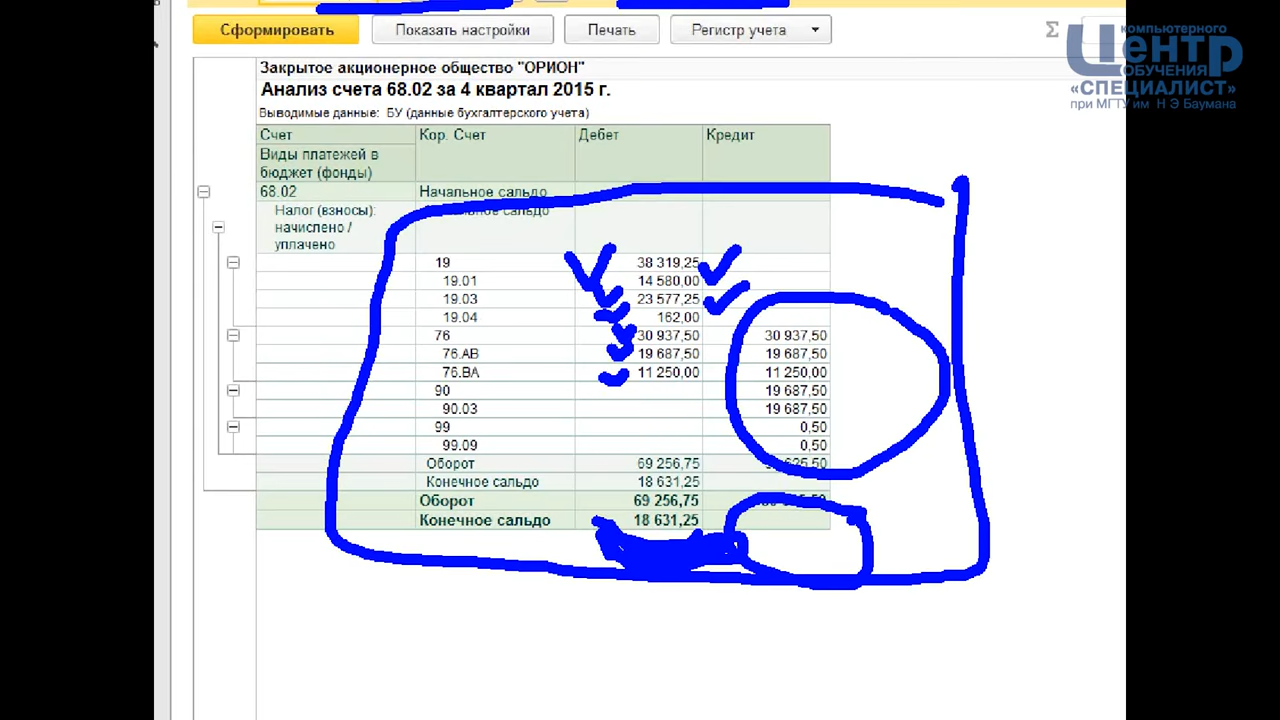 Сформировать Показать настройки Печать Регистр учета Σ
компьютерного
Центр
ОБУЧЕНИЯ
«СПЕЦИАЛИСТ»
при МГТУ им Н Э Баумана
Закрытое акционерное общество "ОРИОН"
Анализ счета 68.02 за 4 квартал 2015 г.
Выводимые данные: БУ (данные бухгалтерского учета)
Счет Кор. Счет Дебет Кредит
Виды платежей в
бюджет (фонды)
68.02 Начальное сальдо
Налог (взносы): сальдо
начислено /
уплачено
19 38 319,25
19.01 14 580,00
19.03 23 577,25
19.04 162,00
76 30 937,50 30 937,50
76.АВ 19 687,50 19 687,50
76.ВА 11 250,00 11 250,00
90 19 687,50
90.03 19 687,50
99 0,50
99.09 0,50
Оборот 69 256,75
Конечное сальдо 18 631,25
Оборот 69 256,75
Конечное сальдо 18 631,25